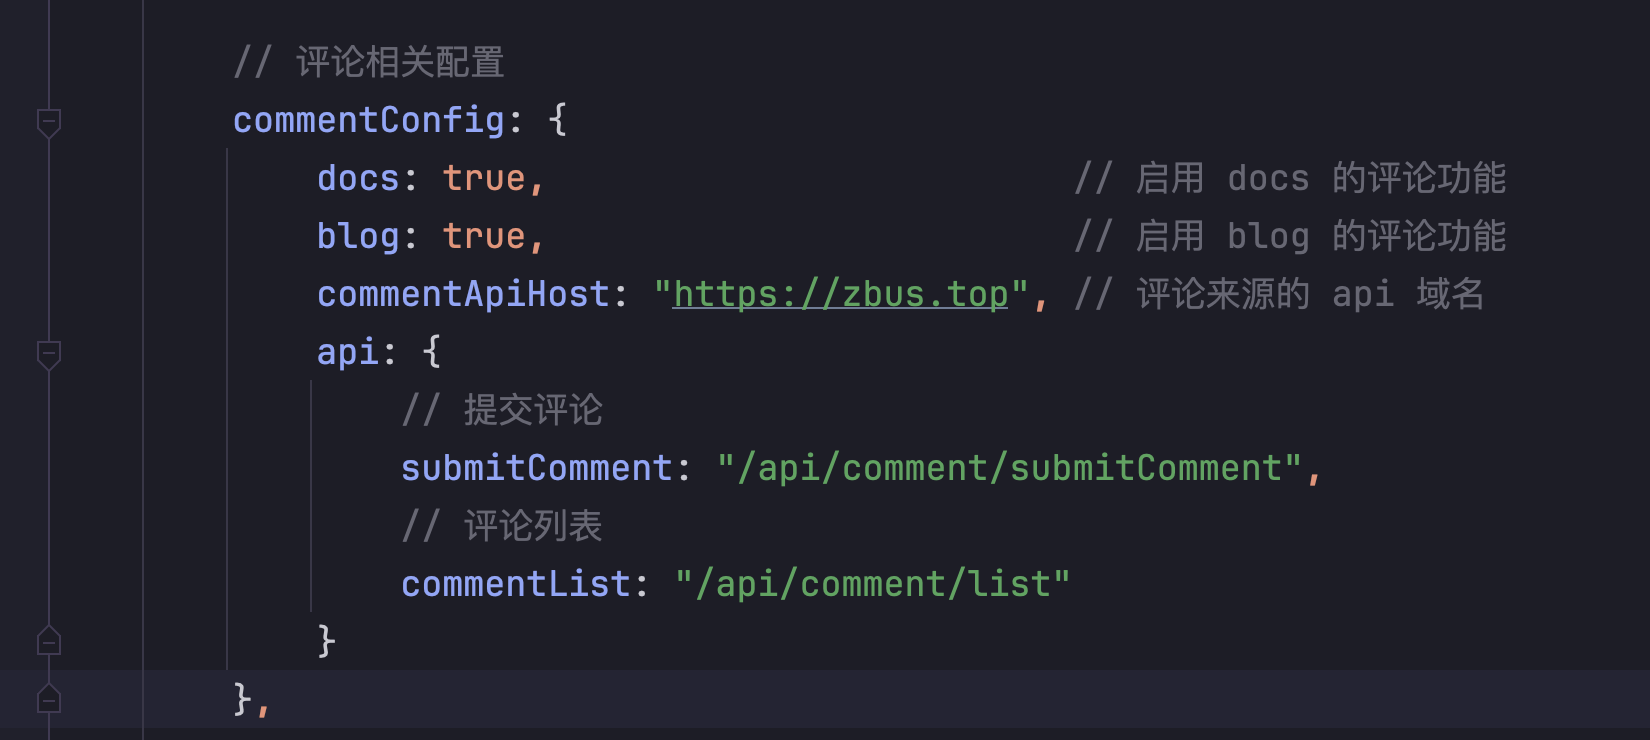 // 评论相关配置
commentConfig: {
docs: true, // 启用 docs 的评论功能
blog: true, // 启用 blog 的评论功能
commentApiHost: "https://zbus.top", // 评论来源的 api 域名
api: {
// 提交评论
submitComment: "/api/comment/submitComment",
// 评论列表
commentList: "/api/comment/list"
}
},